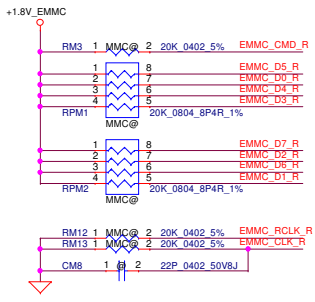 +1.8V_EMMC
RM3 1 MMC@ 2 20K_0402_5% EMMC_CMD_R
1 8 EMMC_D5_R
2 7 EMMC_D0_R
3 6 EMMC_D4_R
4 5 EMMC_D3_R
RPM1 20K_0804_8P4R_1%
MMC@
1 8 EMMC_D7_R
2 7 EMMC_D2_R
3 6 EMMC_D6_R
4 5 EMMC_D1_R
RPM2 20K_0804_8P4R_1%
MMC@
RM12 1 MMC@ 2 20K_0402_5% EMMC_RCLK_R
RM13 1 MMC@ 2 20K_0402_5% EMMC_CLK_R
CM8 1 @ 2 22P_0402_50V8J